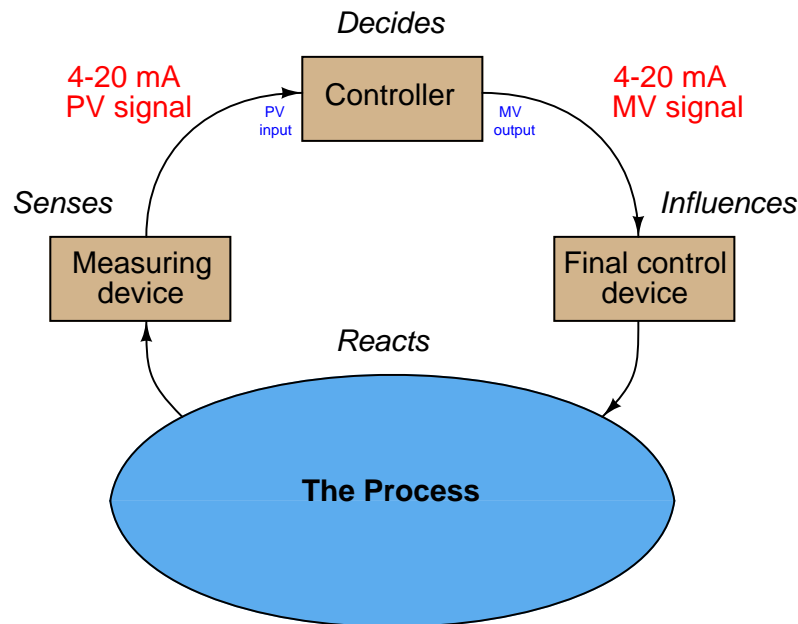 Decides
4-20 mA
PV signal
Controller
4-20 mA
MV signal
PV
input
MV
output
Senses
Influences
Measuring
device
Final control
device
Reacts
The Process